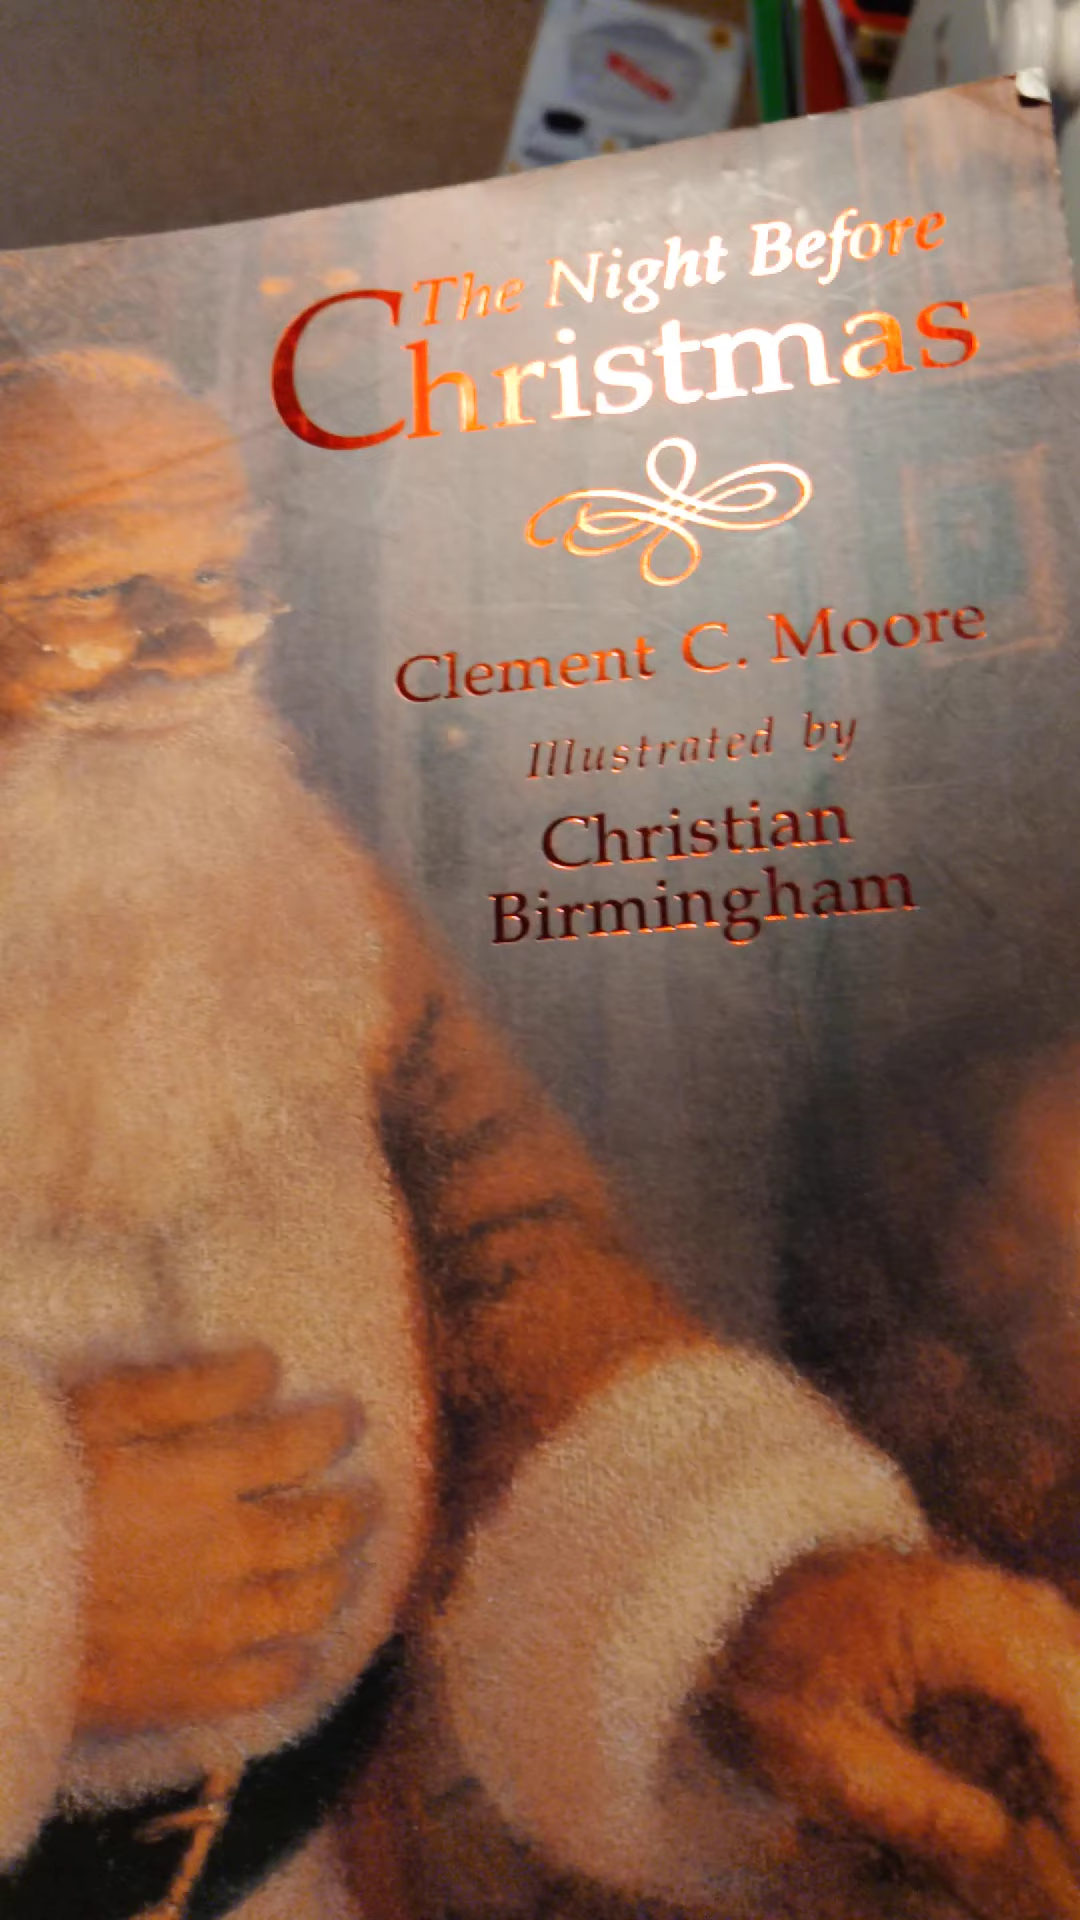 The Night Before
Christmas
Clement C. Moore
Illustrated by
Christian
Birmingham